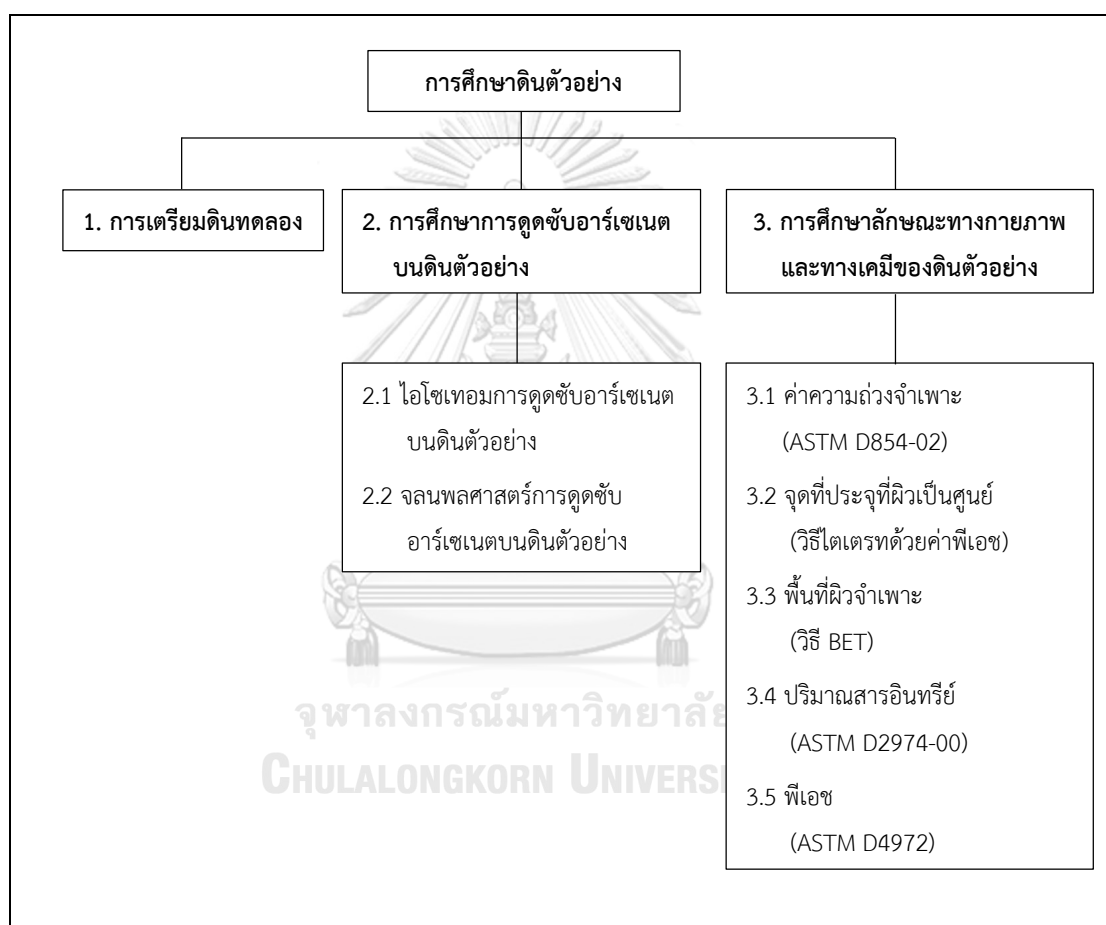 การศึกษาดินตัวอย่าง
1. การเตรียมดินทดลอง
2. การศึกษาการดูดซับอาร์เซเนต
บนดินตัวอย่าง
3. การศึกษาลักษณะทางกายภาพ
และทางเคมีของดินตัวอย่าง
2.1 ไอโซเทอมการดูดซับอาร์เซเนต
บนดินตัวอย่าง
2.2 จลนพลศาสตร์การดูดซับ
อาร์เซเนตบนดินตัวอย่าง
3.1 ค่าความถ่วงจำเพาะ
(ASTM D854-02)
3.2 จุดที่ประจุที่ผิวเป็นศูนย์
(วิธีไตเตรทด้วยค่าพีเอช)
3.3 พื้นที่ผิวจำเพาะ
(วิธี BET)
3.4 ปริมาณสารอินทรีย์
(ASTM D2974-00)
3.5 พีเอช
(ASTM D4972)
จุฬาลงกรณ์มหาวิทยาลัย
CHULALONGKORN UNIVERS